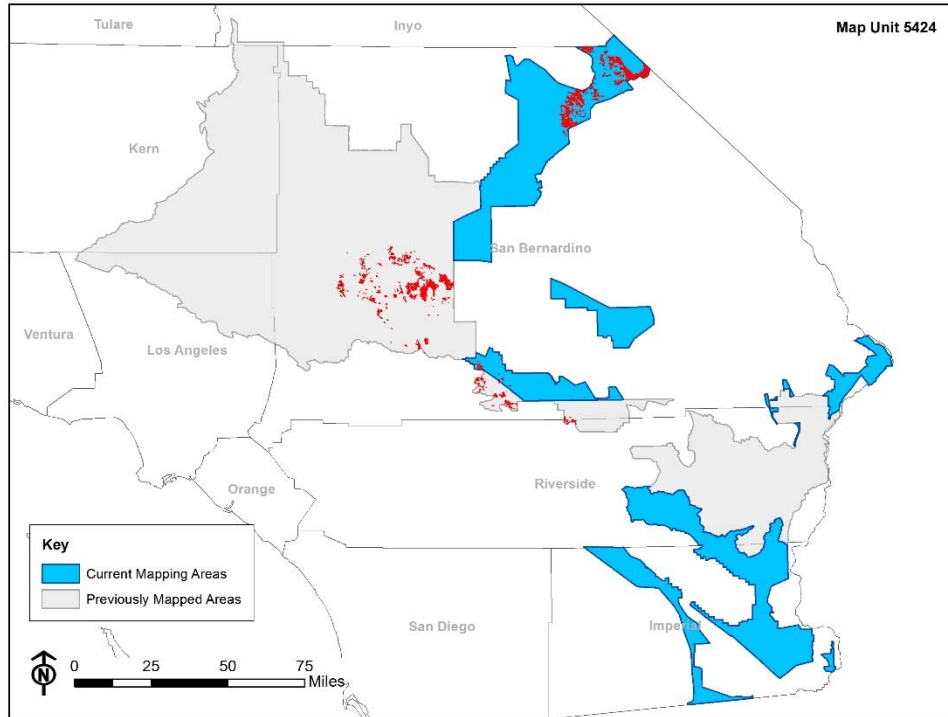 Tulare
Inyo
Map Unit 5424
Kern
San Bernardino
Ventura
Los Angeles
Orange
Riverside
Key
Current Mapping Areas
Previously Mapped Areas
San Diego
Imperial
N
0 25 50 75
Miles